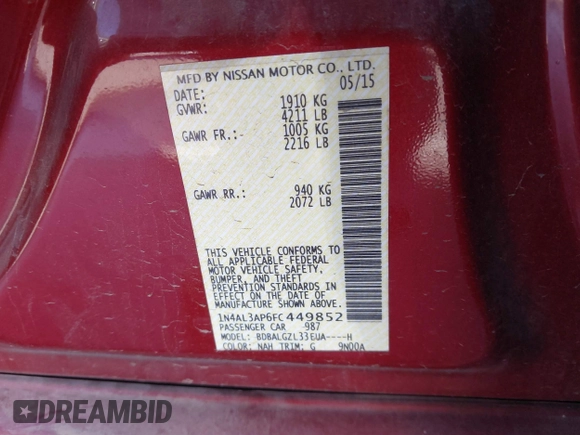 MFD BY NISSAN MOTOR CO., LTD.
DATE: 05/15
GVWR: 1910 KG
4211 LB
GAWR FR.:- 1005 KG
2216 LB
GAWR RR.: 940 KG
2072 LB
THIS VEHICLE CONFORMS TO
ALL APPLICABLE FEDERAL
MOTOR VEHICLE SAFETY,
BUMPER, AND THEFT
PREVENTION STANDARDS IN
EFFECT ON THE DATE OF
MANUFACTURE SHOWN ABOVE.
1N4AL3AP6FC449852
PASSENGER CAR -987
MODEL: BDBALGZL33EUA----H
COLOR: NAH TRIM: G 9N00A
DREAMBID